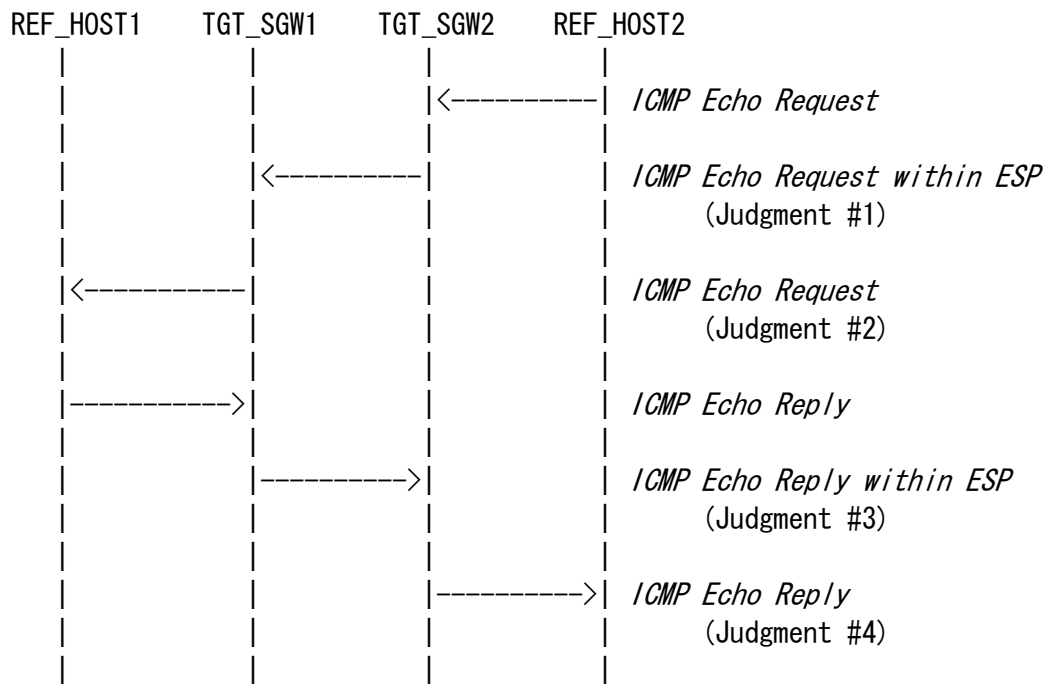 REF_HOST1 TGT_SGW1 TGT_SGW2 REF_HOST2
| | | |
| | |<----------| ICMP Echo Request
| | | |
| |<----------| | ICMP Echo Request within ESP
| | | | (Judgment #1)
| | | |
|<-----------| | | ICMP Echo Request
| | | | (Judgment #2)
| | | |
|----------->| | | ICMP Echo Reply
| | | |
| |---------->| | ICMP Echo Reply within ESP
| | | | (Judgment #3)
| | | |
| | |---------->| ICMP Echo Reply
| | | | (Judgment #4)
| | | |